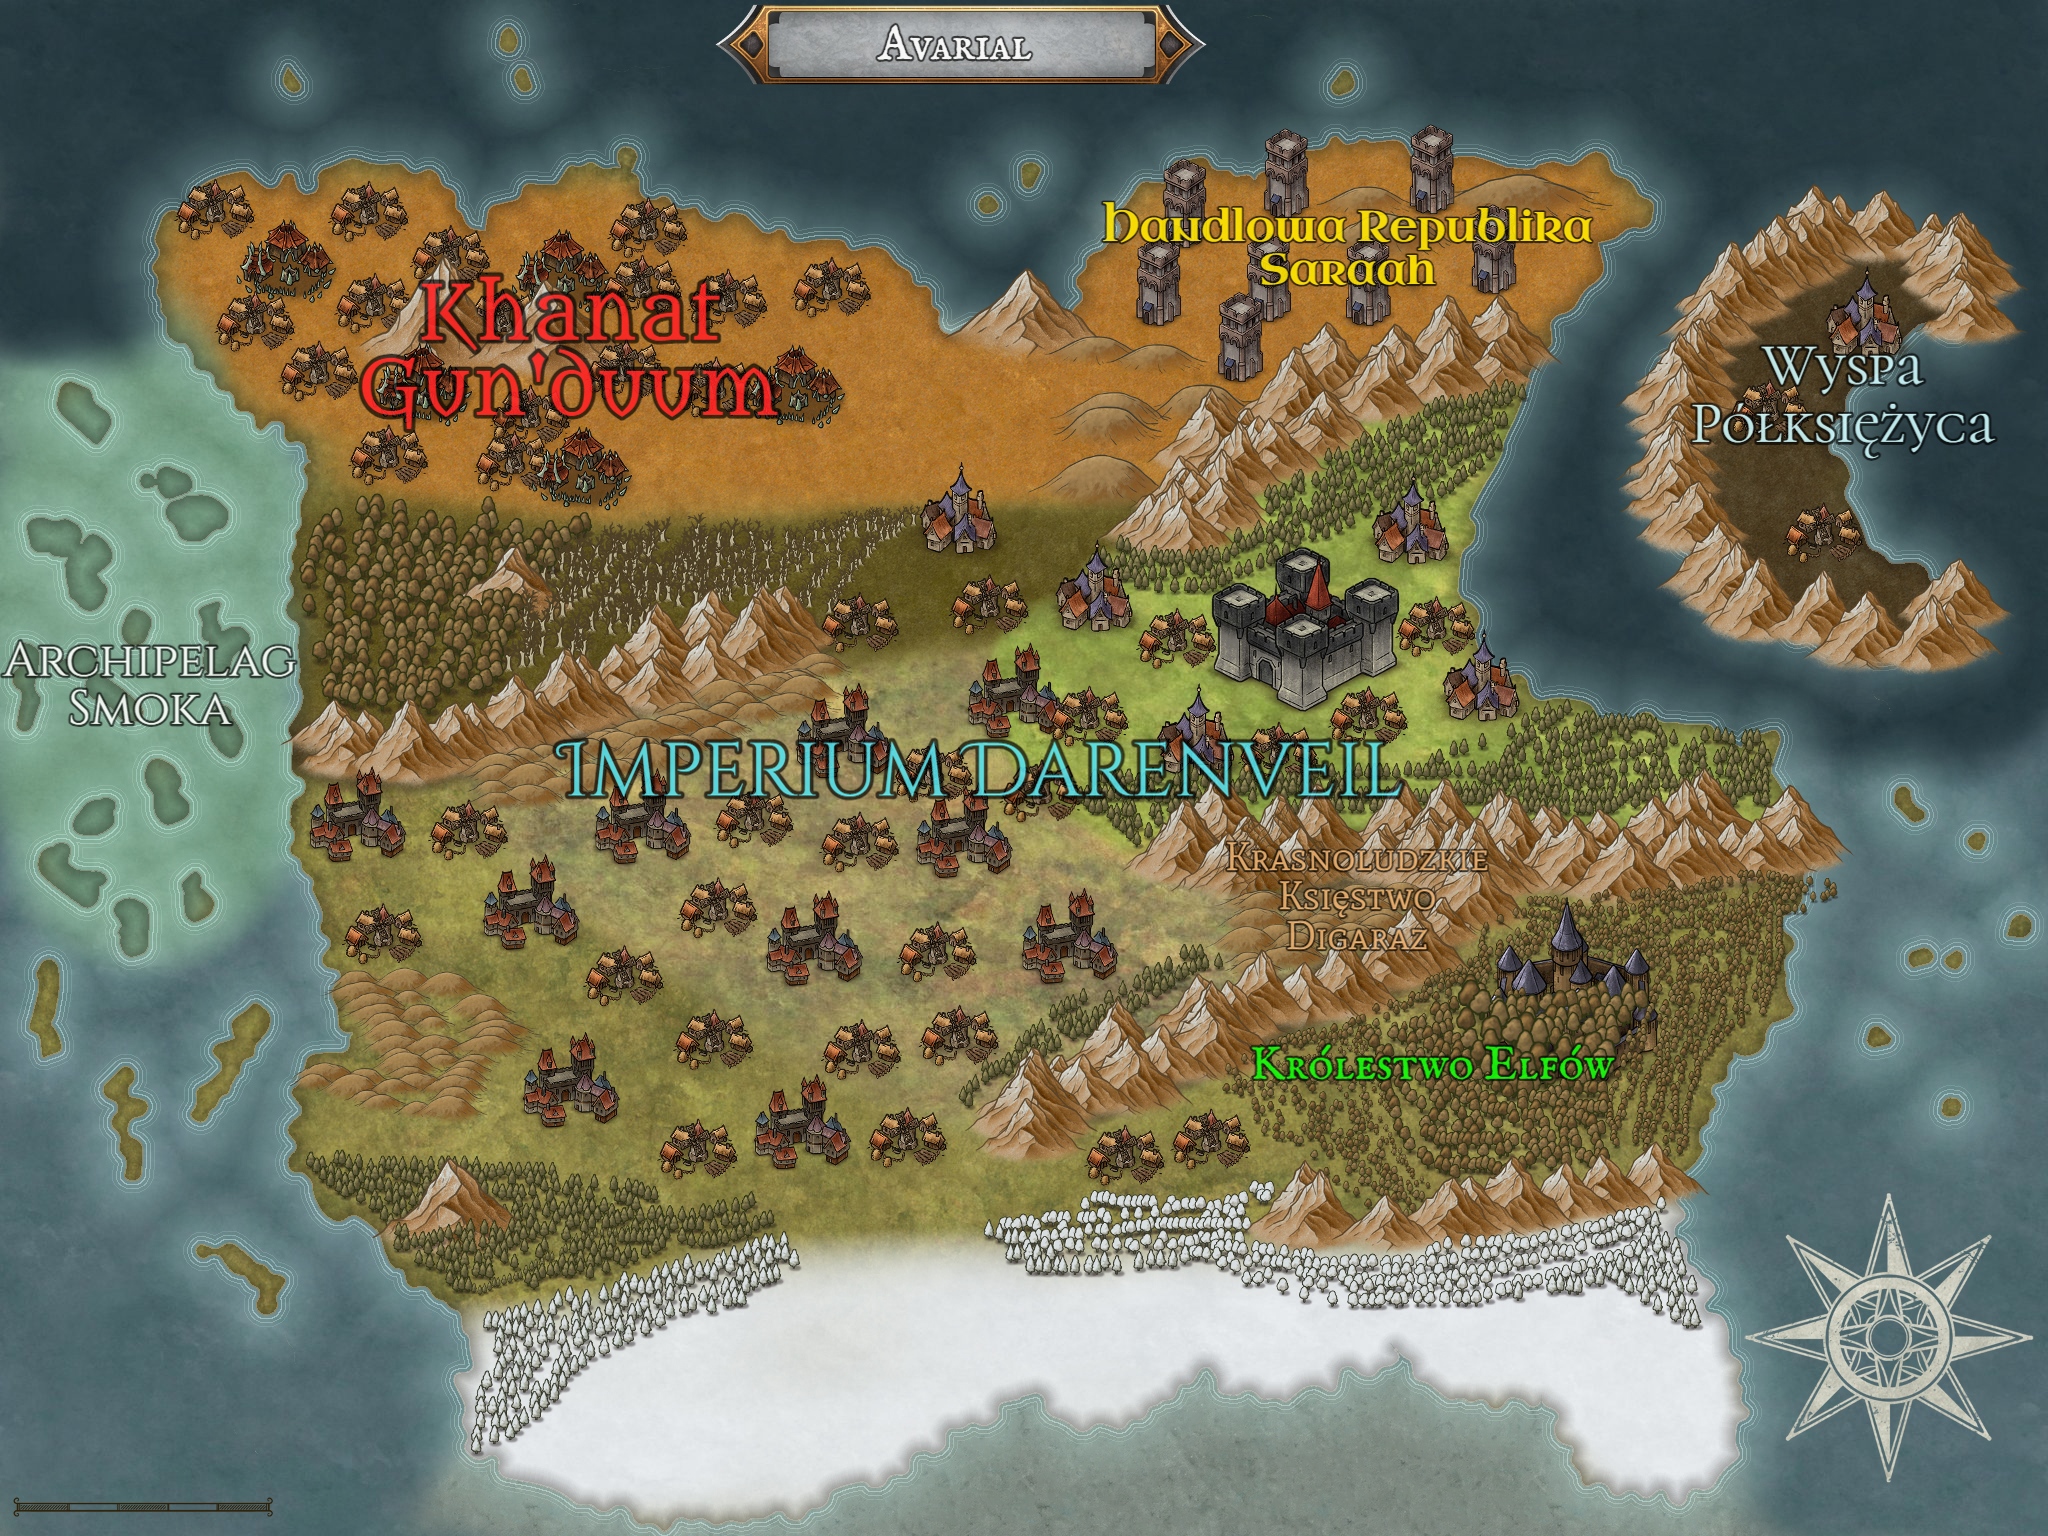 Avarial
Handlowa Republika
Saraah
Khanat
Gun'duum
Wyspa
Półksiężyca
Archipelag
Smoka
Imperium Darenveil
Krasnoludzkie
Księstwo
Digaraz
Królestwo Elfów